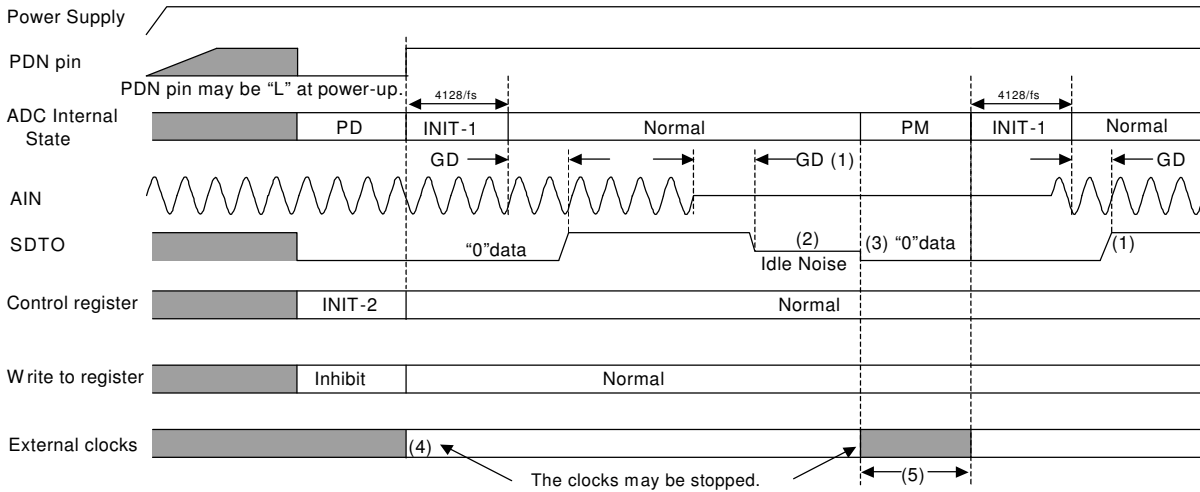 Power Supply
PDN pin
PDN pin may be “L” at power-up.
4128/fs
4128/fs
ADC Internal
State
PD
INIT-1
Normal
PM
INIT-1
Normal
GD
GD (1)
GD
AIN
SDTO
“0”data
(2)
Idle Noise
(3) “0”data
(1)
Control register
INIT-2
Normal
Write to register
Inhibit
Normal
External clocks
(4)
The clocks may be stopped.
(5)